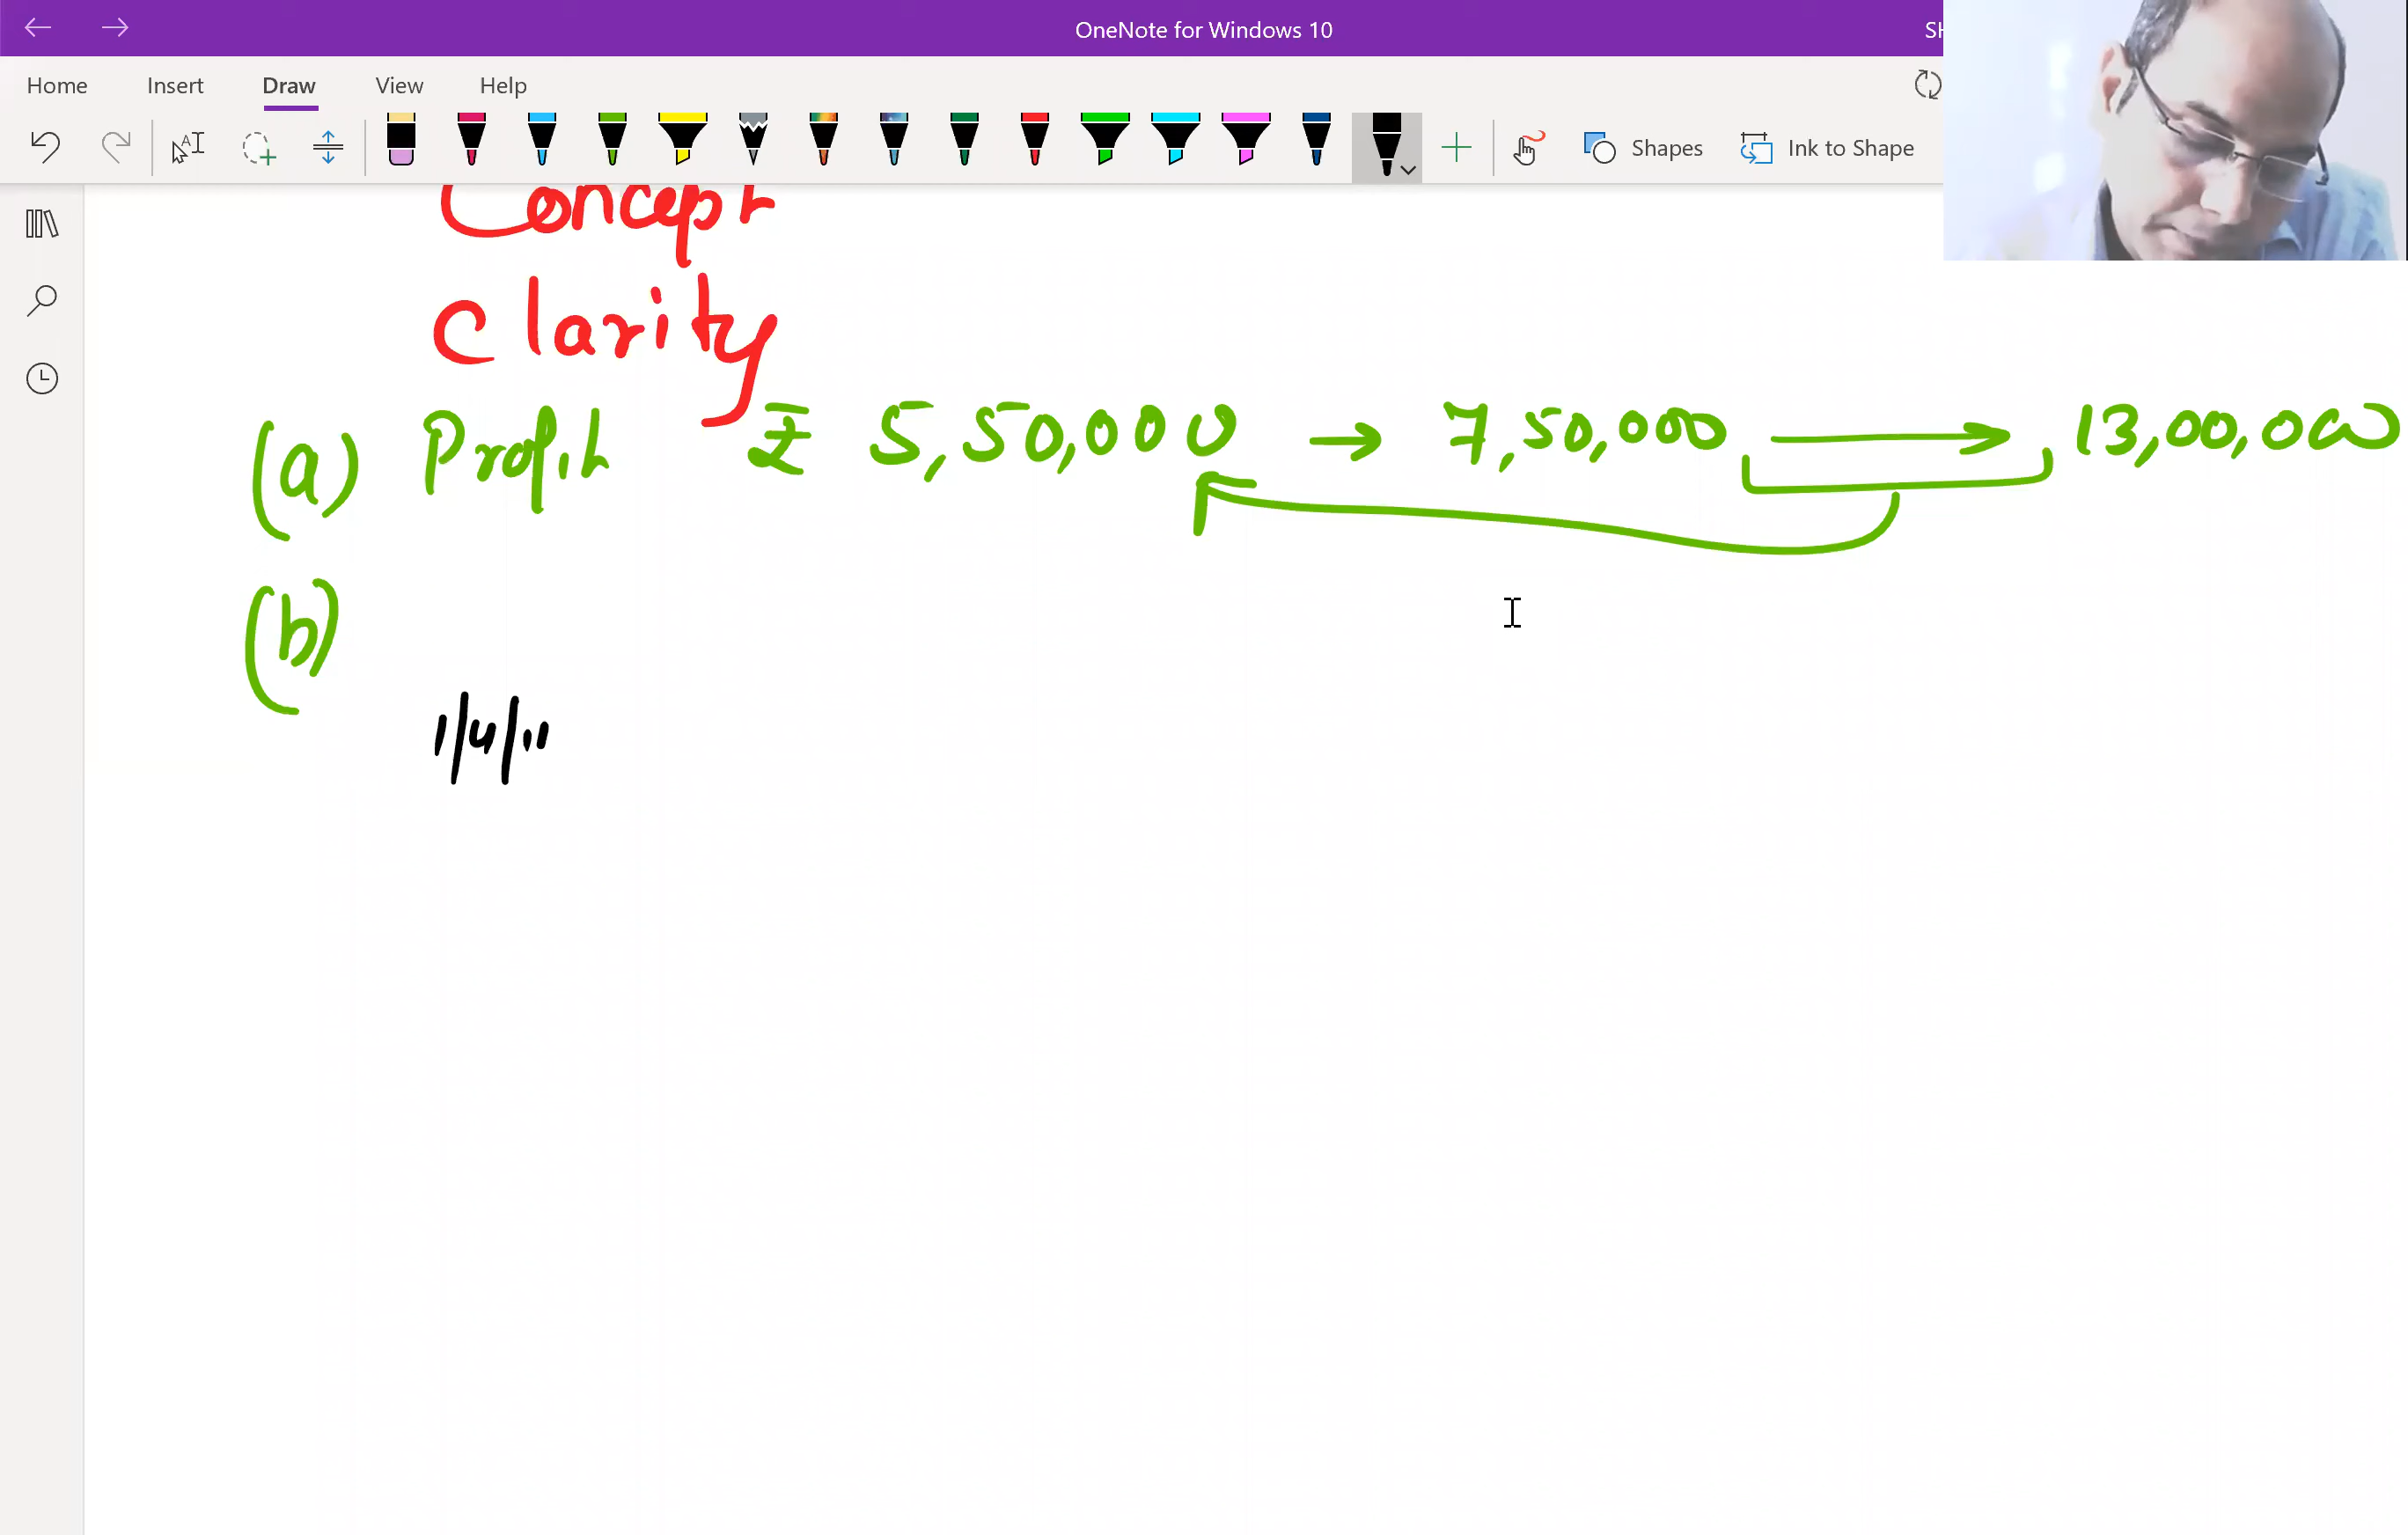 OneNote for Windows 10
SH
Home Insert Draw View Help
Shapes Ink to Shape
Concept
Clarity
(a) Profit ₹ 5,50,000 → 7,50,000 → 13,00,000
(b)
1/4/11